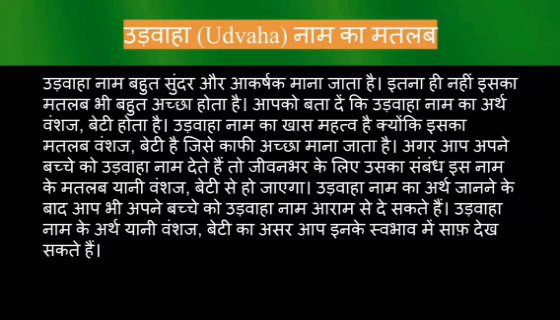 उड़वाहा (Udvaha) नाम का मतलब
उड़वाहा नाम बहुत सुंदर और आकर्षक माना जाता है। इतना ही नहीं इसका
मतलब भी बहुत अच्छा होता है। आपको बता दें कि उड़वाहा नाम का अर्थ
वंशज, बेटी होता है। उड़वाहा नाम का खास महत्व है क्योंकि इसका
मतलब वंशज, बेटी है जिसे काफी अच्छा माना जाता है। अगर आप अपने
बच्चे को उड़वाहा नाम देते हैं तो जीवनभर के लिए उसका संबंध इस नाम
के मतलब यानी वंशज, बेटी से हो जाएगा। उड़वाहा नाम का अर्थ जानने के
बाद आप भी अपने बच्चे को उड़वाहा नाम आराम से दे सकते हैं। उड़वाहा
नाम के अर्थ यानी वंशज, बेटी का असर आप इनके स्वभाव में साफ़ देख
सकते हैं।